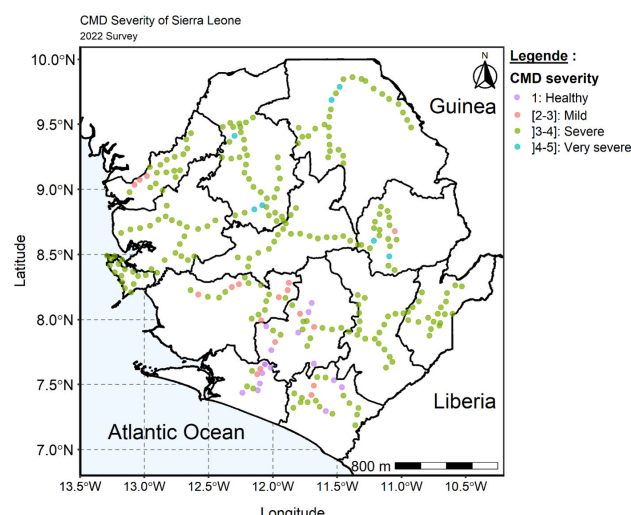 CMD Severity of Sierra Leone
2022 Survey
Legende :
CMD severity
1: Healthy
[2-3]: Mild
]3-4]: Severe
]4-5]: Very severe
N
Guinea
Liberia
Atlantic Ocean
800 m
10.0°N
9.5°N
9.0°N
8.5°N
8.0°N
7.5°N
7.0°N
Latitude
13.5°W 13.0°W 12.5°W 12.0°W 11.5°W 11.0°W 10.5°W
Longitude